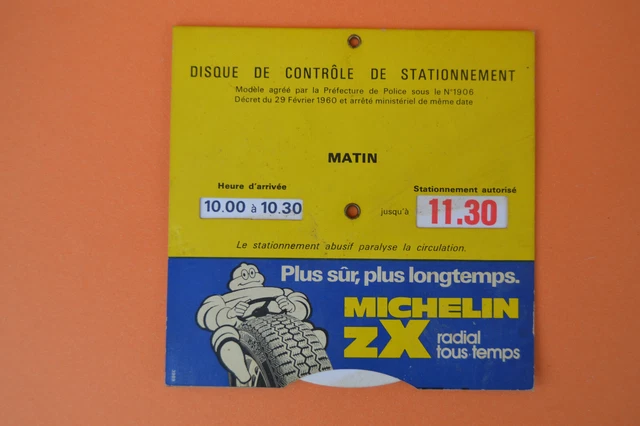 DISQUE DE CONTRÔLE DE STATIONNEMENT
Modèle agréé par la Préfecture de Police sous le N°1906
Décret du 29 Février 1960 et arrêté ministériel de même date
MATIN
Heure d'arrivée
10.00 à 10.30
Stationnement autorisé
jusqu'à 11.30
Le stationnement abusif paralyse la circulation.
Plus sûr, plus longtemps.
MICHELIN
zX radial
tous temps